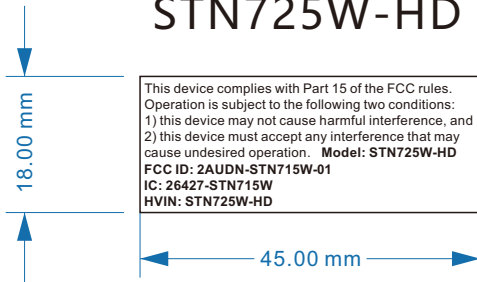 STN725W-HD
This device complies with Part 15 of the FCC rules.
Operation is subject to the following two conditions:
1) this device may not cause harmful interference, and
2) this device must accept any interference that may
cause undesired operation. Model: STN725W-HD
FCC ID: 2AUDN-STN715W-01
IC: 26427-STN715W
HVIN: STN725W-HD
18.00 mm
45.00 mm